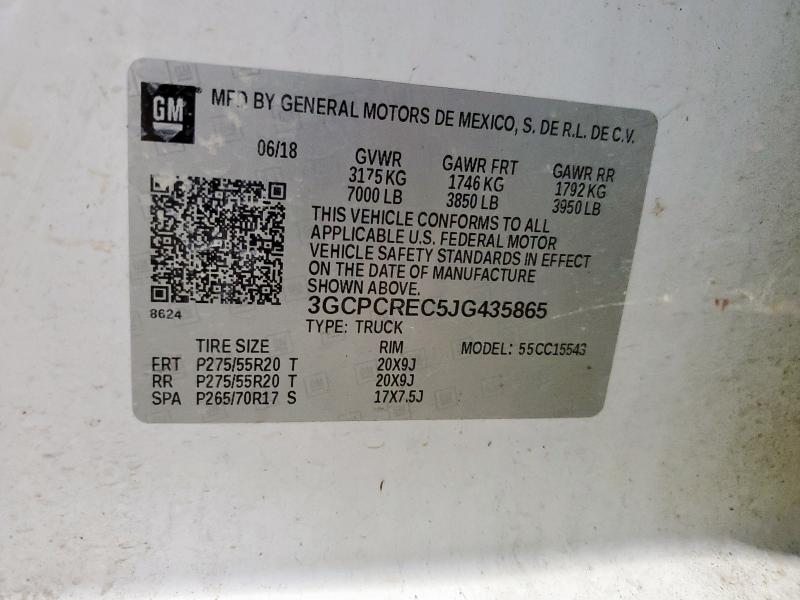 GM
MFD BY GENERAL MOTORS DE MEXICO, S. DE R.L. DE C.V.
06/18 GVWR GAWR FRT GAWR RR
3175 KG 1746 KG 1792 KG
7000 LB 3850 LB 3950 LB
THIS VEHICLE CONFORMS TO ALL
APPLICABLE U.S. FEDERAL MOTOR
VEHICLE SAFETY STANDARDS IN EFFECT
ON THE DATE OF MANUFACTURE
SHOWN ABOVE.
8624
3GCPCREC5JG435865
TYPE: TRUCK
TIRE SIZE RIM MODEL: 55CC15543
FRT P275/55R20 T 20X9J
RR P275/55R20 T 20X9J
SPA P265/70R17 S 17X7.5J